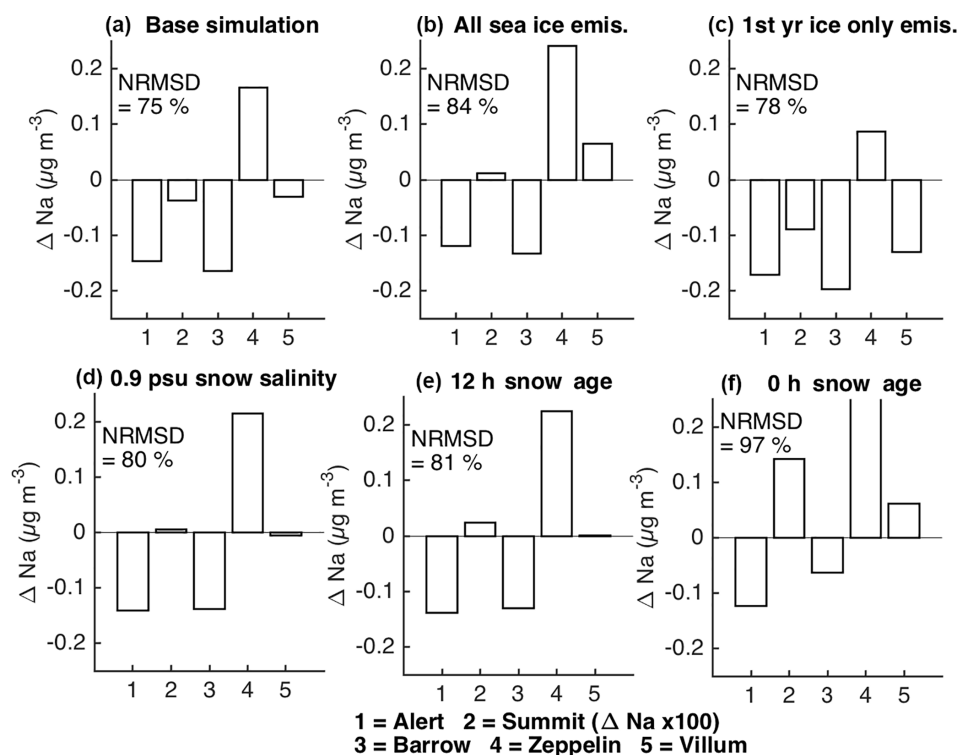 (a) Base simulation
NRMSD
= 75 %
Δ Na (µg m-3)
0.2
0.1
0
-0.1
-0.2
1 2 3 4 5
(b) All sea ice emis.
NRMSD
= 84 %
Δ Na (µg m-3)
0.2
0.1
0
-0.1
-0.2
1 2 3 4 5
(c) 1st yr ice only emis.
NRMSD
= 78 %
Δ Na (µg m-3)
0.2
0.1
0
-0.1
-0.2
1 2 3 4 5
(d) 0.9 psu snow salinity
NRMSD
= 80 %
Δ Na (µg m-3)
0.2
0.1
0
-0.1
-0.2
1 2 3 4 5
(e) 12 h snow age
NRMSD
= 81 %
Δ Na (µg m-3)
0.2
0.1
0
-0.1
-0.2
1 2 3 4 5
(f) 0 h snow age
NRMSD
= 97 %
Δ Na (µg m-3)
0.2
0.1
0
-0.1
-0.2
1 2 3 4 5
1 = Alert 2 = Summit (Δ Na x100)
3 = Barrow 4 = Zeppelin 5 = Villum